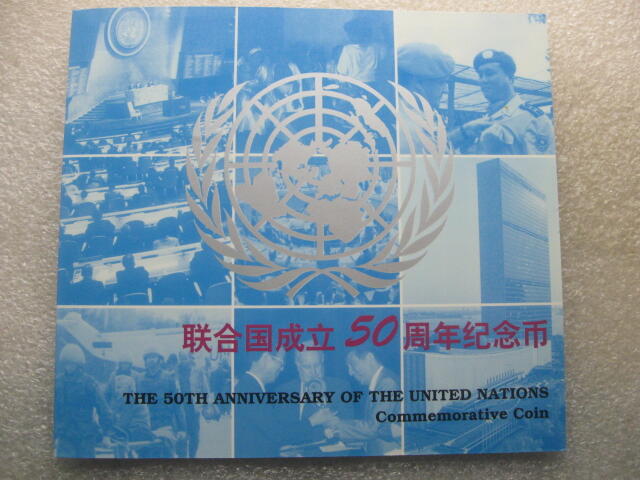 联合国成立50周年纪念币
THE 50TH ANNIVERSARY OF THE UNITED NATIONS
Commemorative Coin